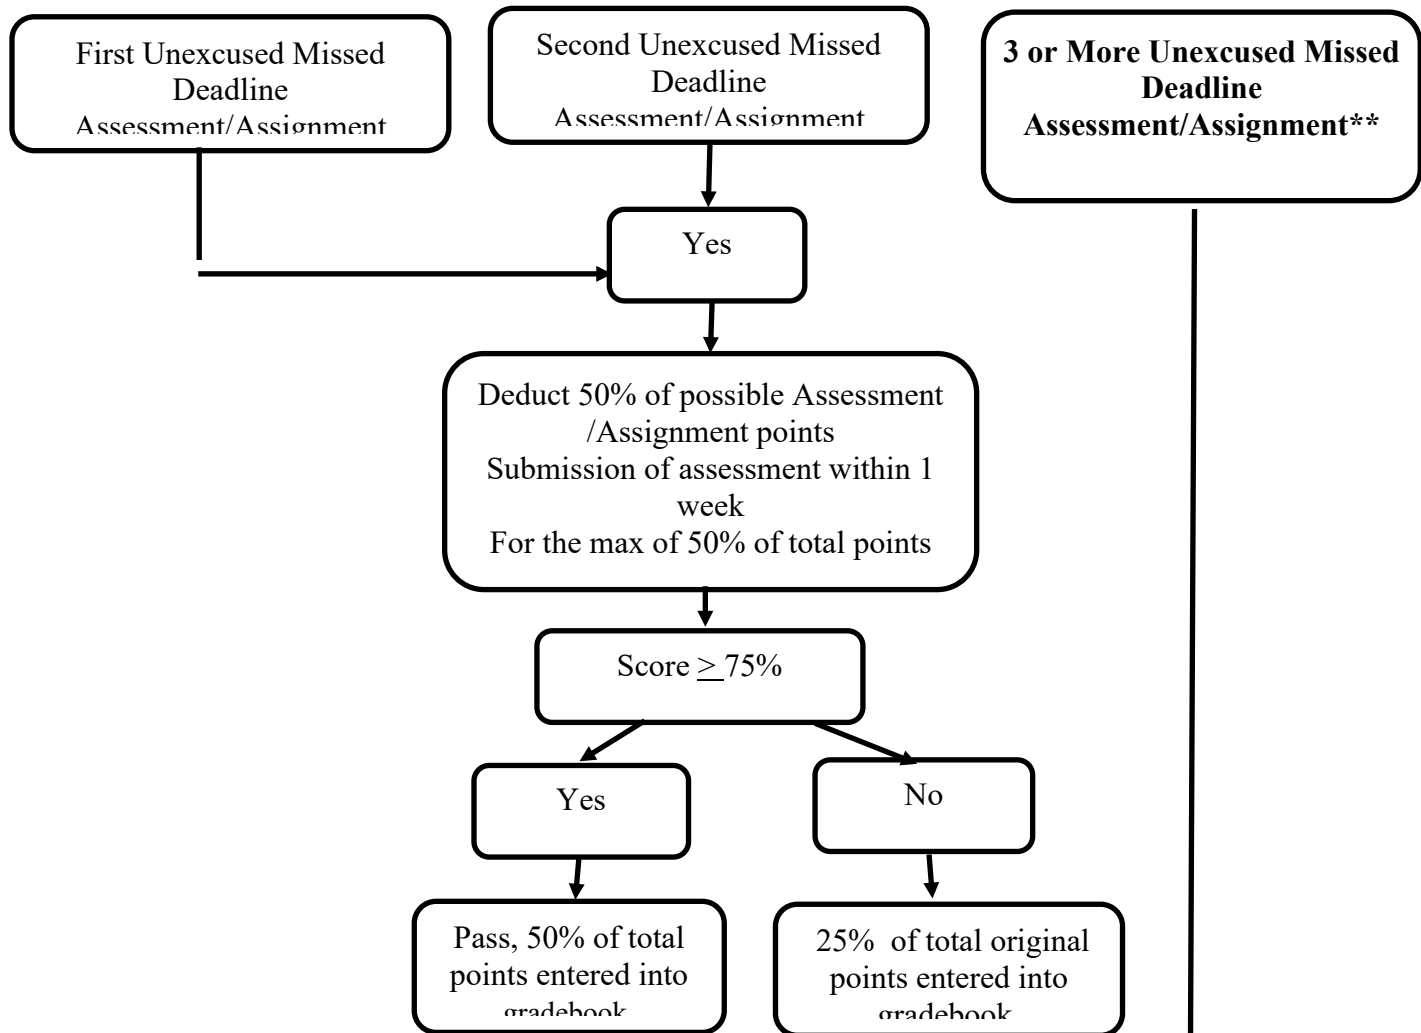 First Unexcused Missed
Deadline
Assessment/Assignment
Second Unexcused Missed
Deadline
Assessment/Assignment
3 or More Unexcused Missed
Deadline
Assessment/Assignment**
Yes
Deduct 50% of possible Assessment
/Assignment points
Submission of assessment within 1
week
For the max of 50% of total points
Score > 75%
Yes
No
Pass, 50% of total
points entered into
gradebook
25% of total original
points entered into
gradebook